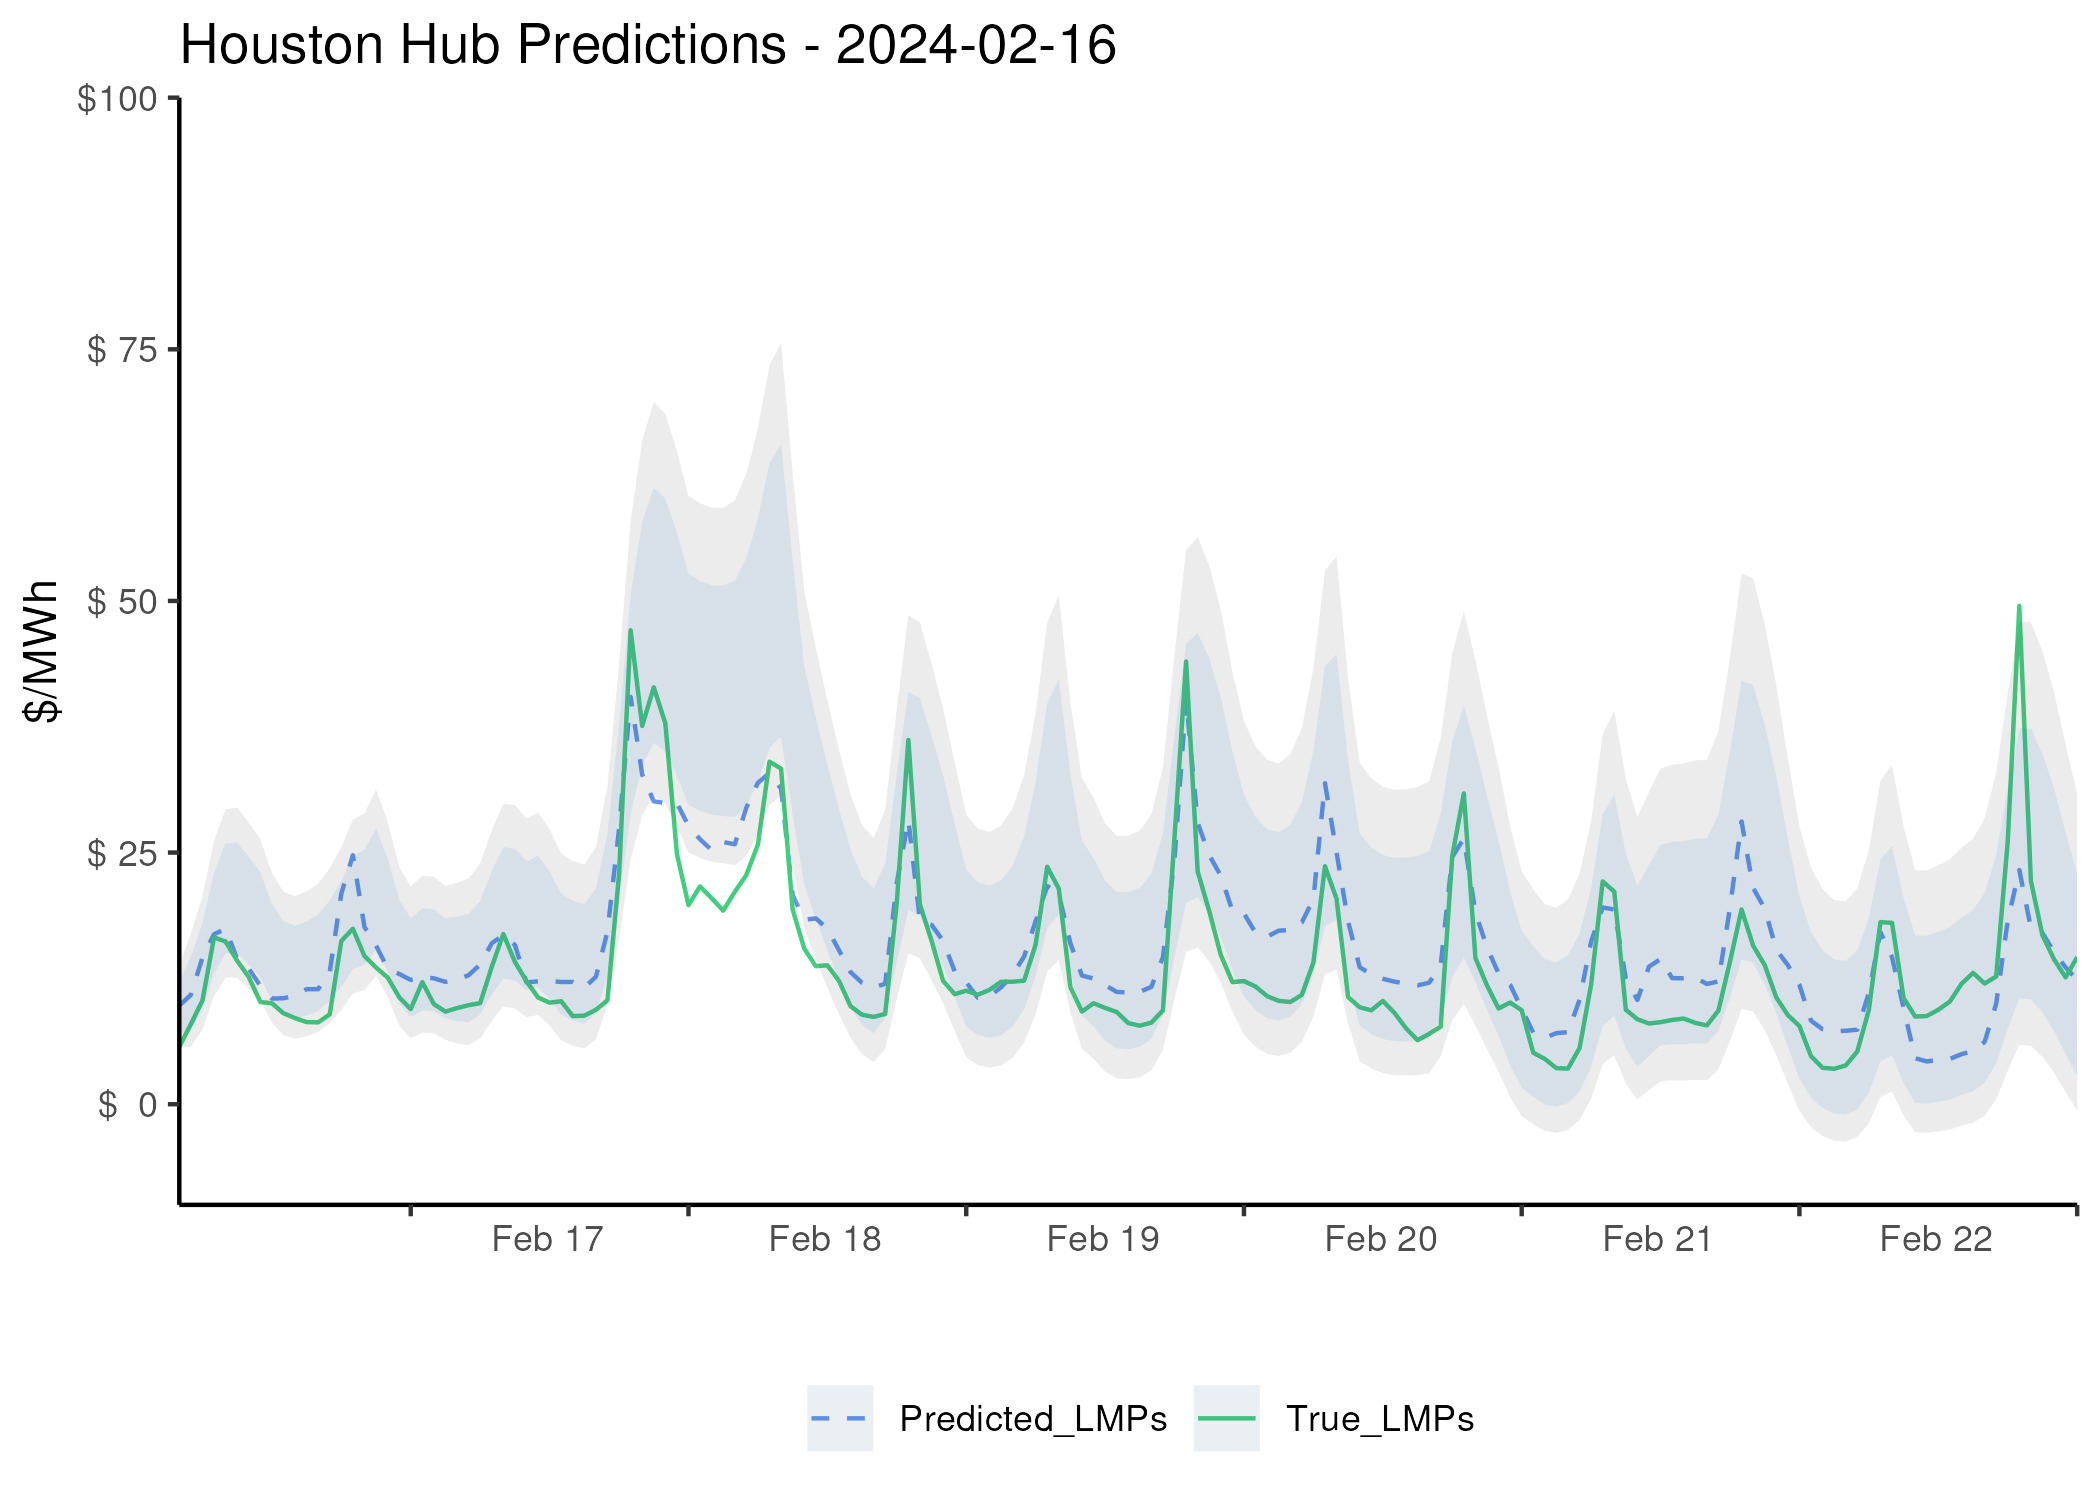 Houston Hub Predictions - 2024-02-16
$100
$ 75
$ 50
$ 25
$ 0
$/MWh
Feb 17
Feb 18
Feb 19
Feb 20
Feb 21
Feb 22
Predicted_LMPs
True_LMPs